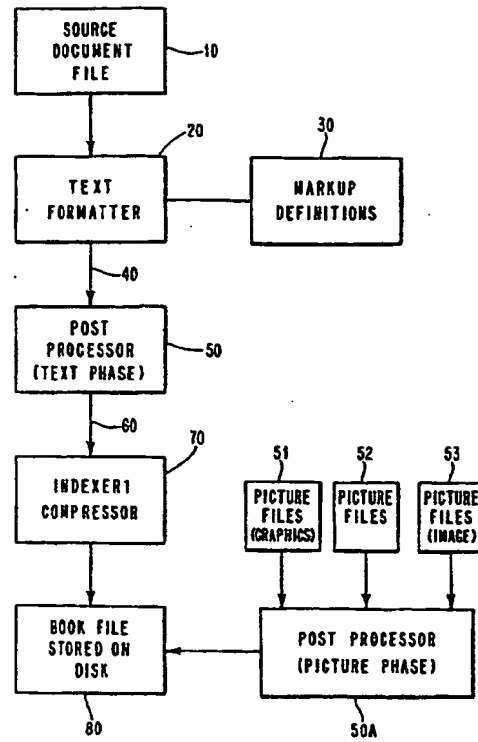 SOURCE
DOCUMENT
FILE
10
20
TEXT
FORMATTER
30
MARKUP
DEFINITIONS
40
POST
PROCESSOR
(TEXT PHASE)
50
60
70
INDEXER1
COMPRESSOR
51
52
53
PICTURE
FILES
(GRAPHICS)
PICTURE
FILES
PICTURE
FILES
(IMAGE)
BOOK FILE
STORED ON
DISK
80
POST PROCESSOR
(PICTURE PHASE)
50A